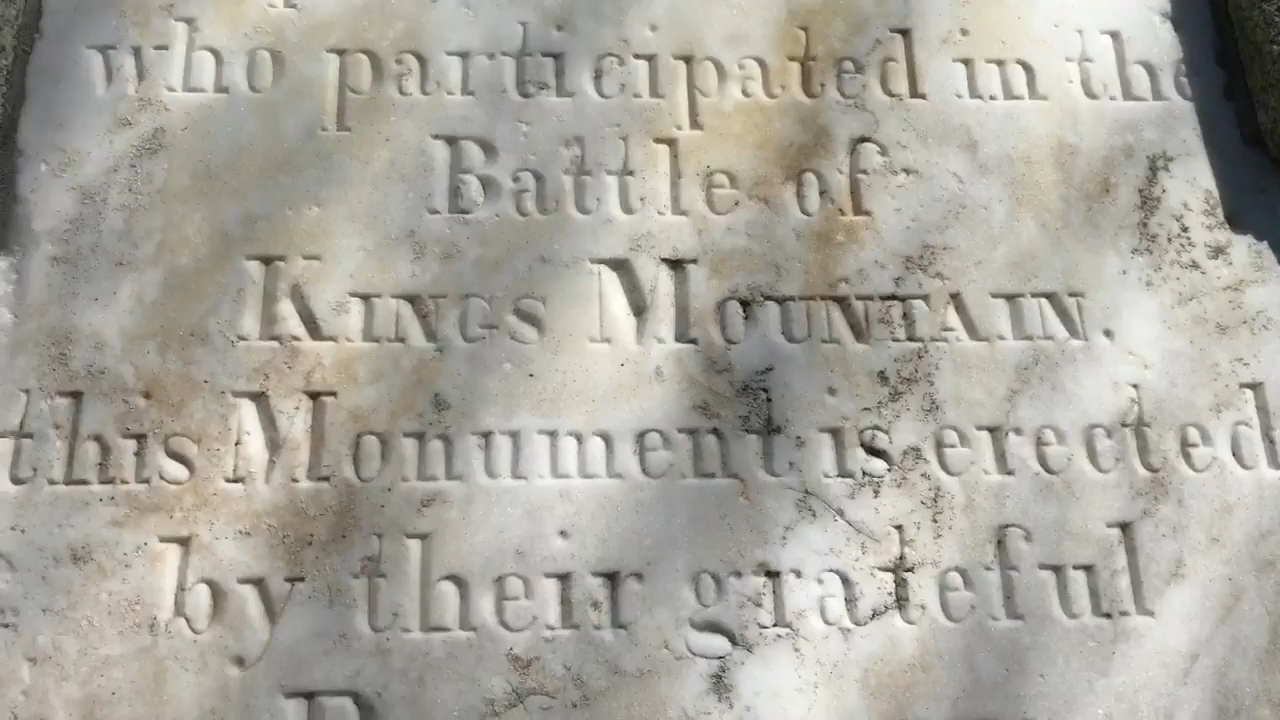 who participated in the
Battle of
KINGS MOUNTAIN.
this Monument is erected
by their grateful